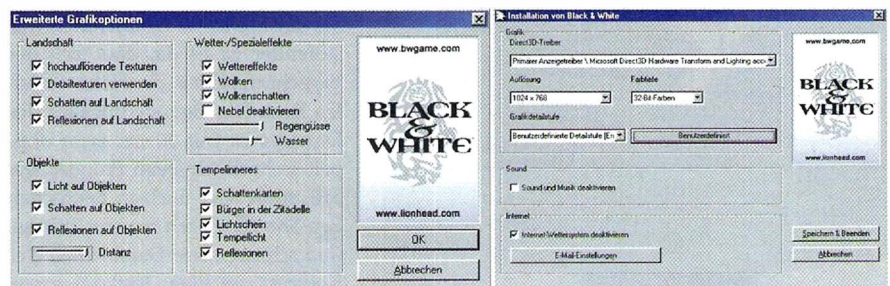 Erweiterte Grafikoptionen
Landschaft
hochauflösende Texturen
Detailtexturen verwenden
Schatten auf Landschaft
Reflexionen auf Landschaft
Objekte
Licht auf Objekten
Schatten auf Objekten
Reflexionen auf Objekten
Distanz
Wetter-/Spezialeffekte
Wettereffekte
Wolken
Wolkenschatten
Nebel deaktivieren
Regengüsse
Wasser
Tempelinneres
Schattenkarten
Bürger in der Zitadelle
Lichtschein
Tempellicht
Reflexionen
www.bwgame.com
BLACK
&
WHITE
www.lionhead.com
OK
Abbrechen
Installation von Black & White
Grafik
Direct3D-Treiber
Primärer Anzeigetreiber \ Microsoft Direct3D Hardware Transform and Lighting acc
Auflösung
1024 x 768
Farbtiefe
32-Bit-Farben
Grafikdetailstufe
Benutzerdefinierte Detailstufe [En
Benutzerdefiniert
Sound
Sound und Musik deaktivieren
Internet
Internet-Wettersystem deaktivieren
E-Mail-Einstellungen
www.bwgame.com
BLACK
&
WHITE
www.lionhead.com
Speichern & Beenden
Abbrechen